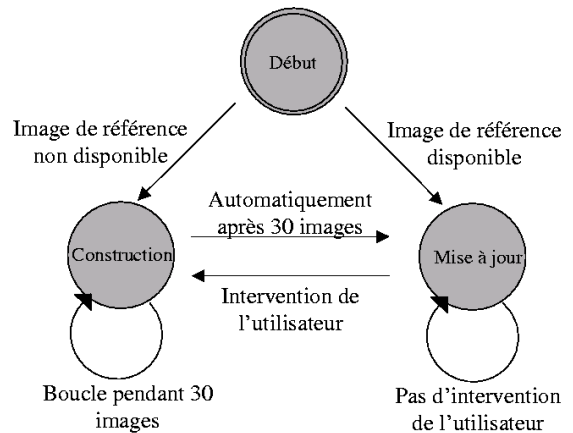 Début
Image de référence
non disponible
Image de référence
disponible
Automatiquement
après 30 images
Construction
Mise à jour
Intervention de
l'utilisateur
Boucle pendant 30
images
Pas d'intervention
de l'utilisateur